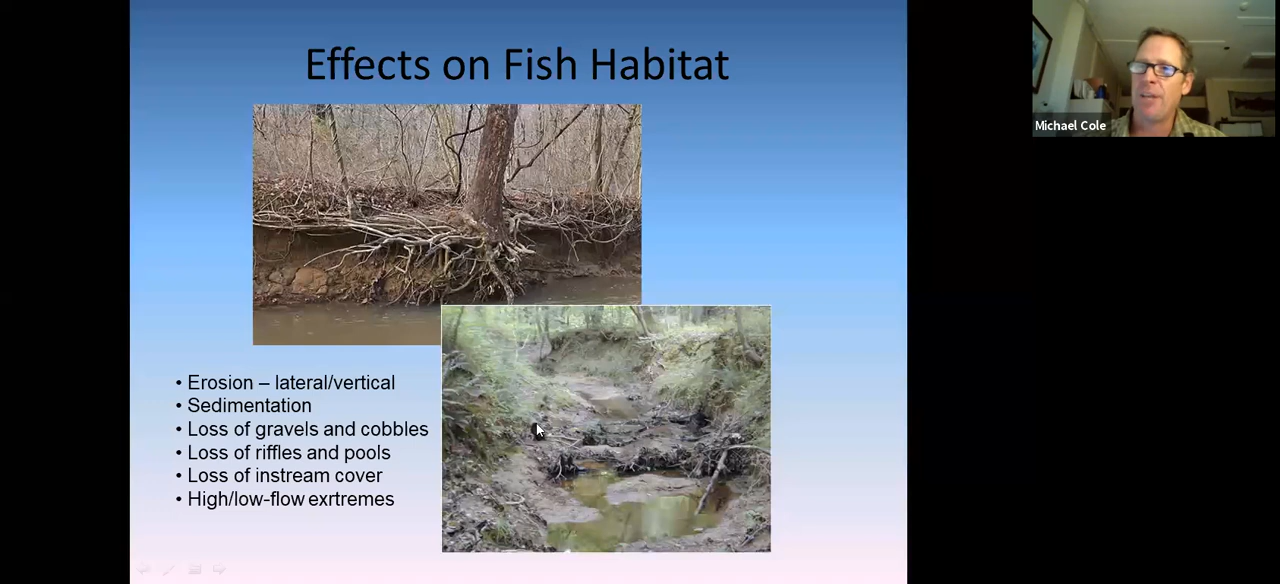 Effects on Fish Habitat
Michael Cole
• Erosion – lateral/vertical
• Sedimentation
• Loss of gravels and cobbles
• Loss of riffles and pools
• Loss of instream cover
• High/low-flow exrtremes